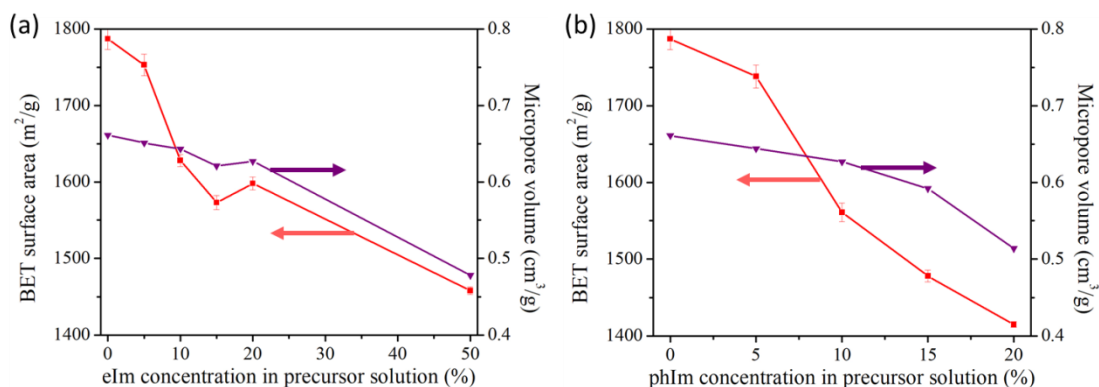 (a)
1800
1700
1600
1500
1400
BET surface area (m²/g)
0.8
0.7
0.6
0.5
0.4
Micropore volume (cm³/g)
0 10 20 30 40 50
eIm concentration in precursor solution (%)
(b)
1800
1700
1600
1500
1400
BET surface area (m²/g)
0.8
0.7
0.6
0.5
0.4
Micropore volume (cm³/g)
0 5 10 15 20
phIm concentration in precursor solution (%)